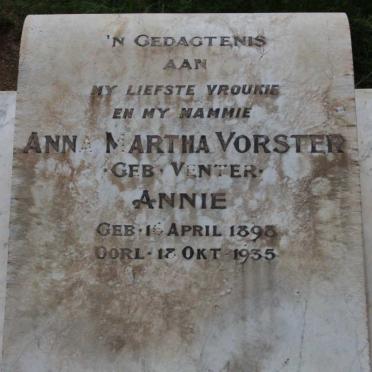 'N GEDAGTENIS
AAN
MY LIEFSTE VROUKIE
EN MY MAMMIE
ANNA MARTHA VORSTER
GEB · VENTER ·
ANNIE
GEB · APRIL 1898
OORL · 18 OKT · 1935